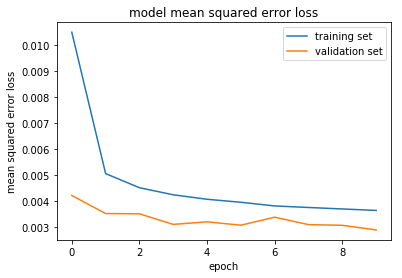 model mean squared error loss
training set
validation set
mean squared error loss
0.010
0.009
0.008
0.007
0.006
0.005
0.004
0.003
0 2 4 6 8
epoch